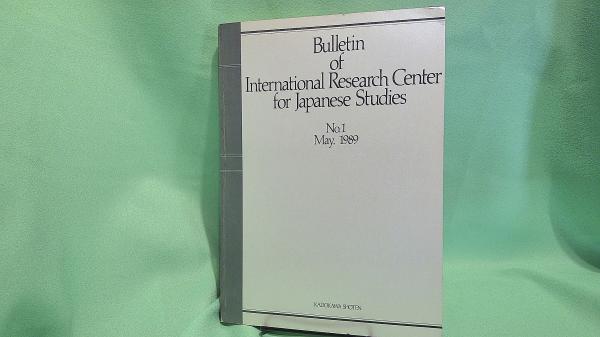 Bulletin
of
International Research Center
for Japanese Studies
No.1
May. 1989
KADOKAWA SHOTEN